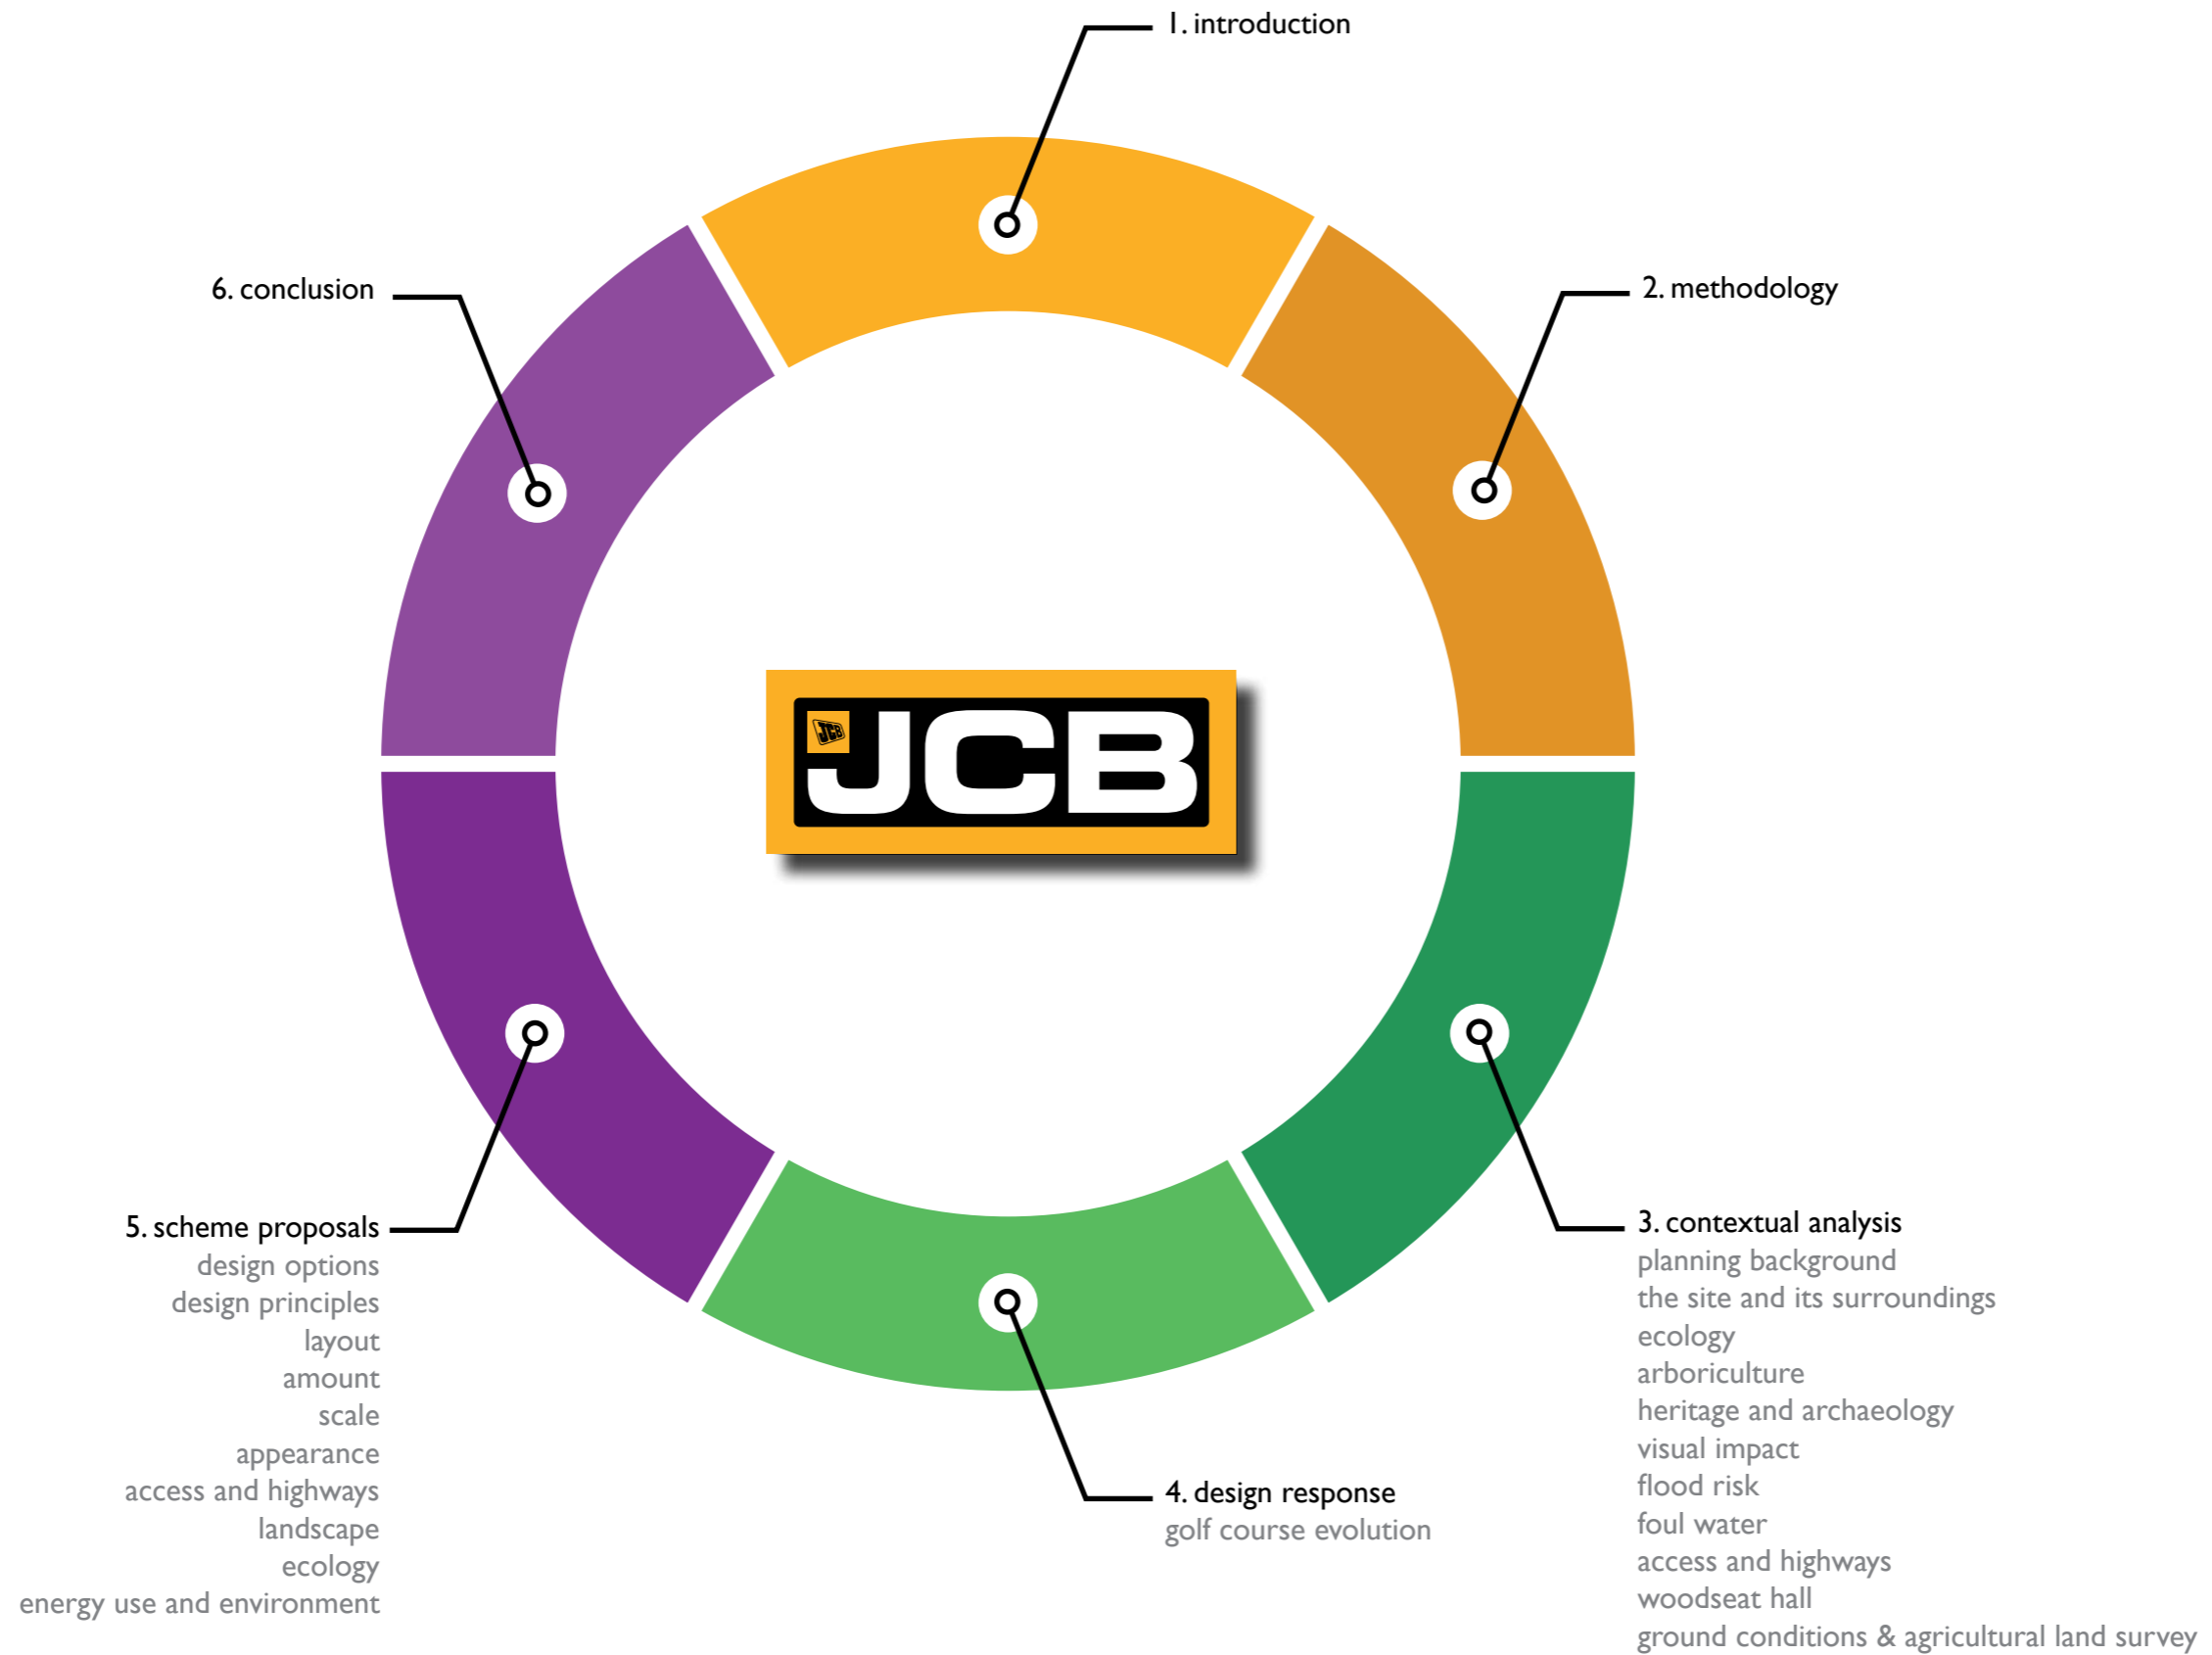 1. introduction
2. methodology
3. contextual analysis
planning background
the site and its surroundings
ecology
arboriculture
heritage and archaeology
visual impact
flood risk
foul water
access and highways
woodseat hall
ground conditions & agricultural land survey
4. design response
golf course evolution
5. scheme proposals
design options
design principles
layout
amount
scale
appearance
access and highways
landscape
ecology
energy use and environment
6. conclusion
JCB
JCB